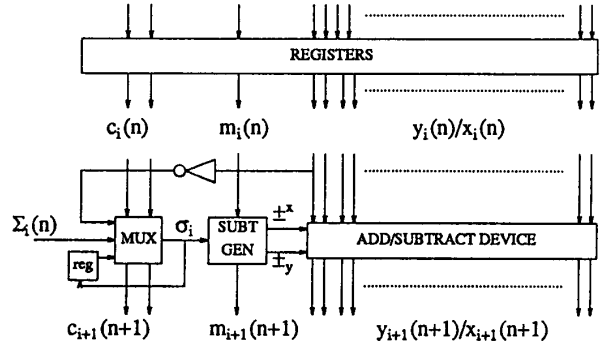 REGISTERS
c_i(n) m_i(n) y_i(n)/x_i(n)
Σ_i(n) MUX σ_i SUBT GEN ±^x ±_y ADD/SUBTRACT DEVICE
reg
c_{i+1}(n+1) m_{i+1}(n+1) y_{i+1}(n+1)/x_{i+1}(n+1)